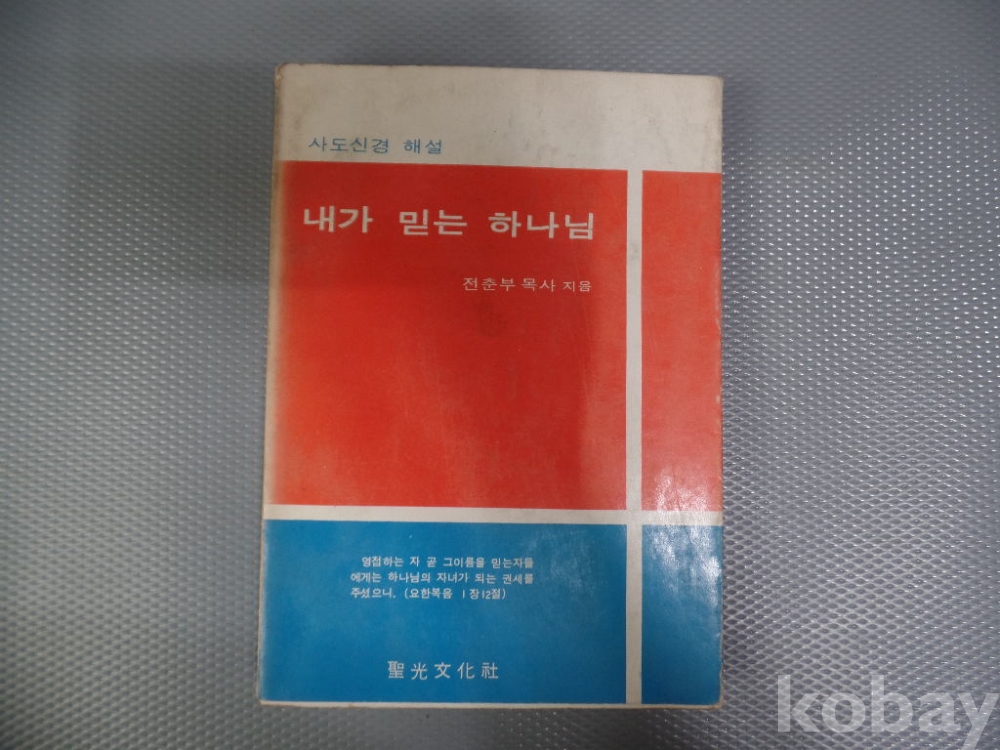 사도신경 해설
내가 믿는 하나님
전춘부 목사 지음
영접하는 자 곧 그이름을 믿는자들
에게는 하나님의 자녀가 되는 권세를
주셨으니. (요한복음 1장12절)
聖光文化社
kobay